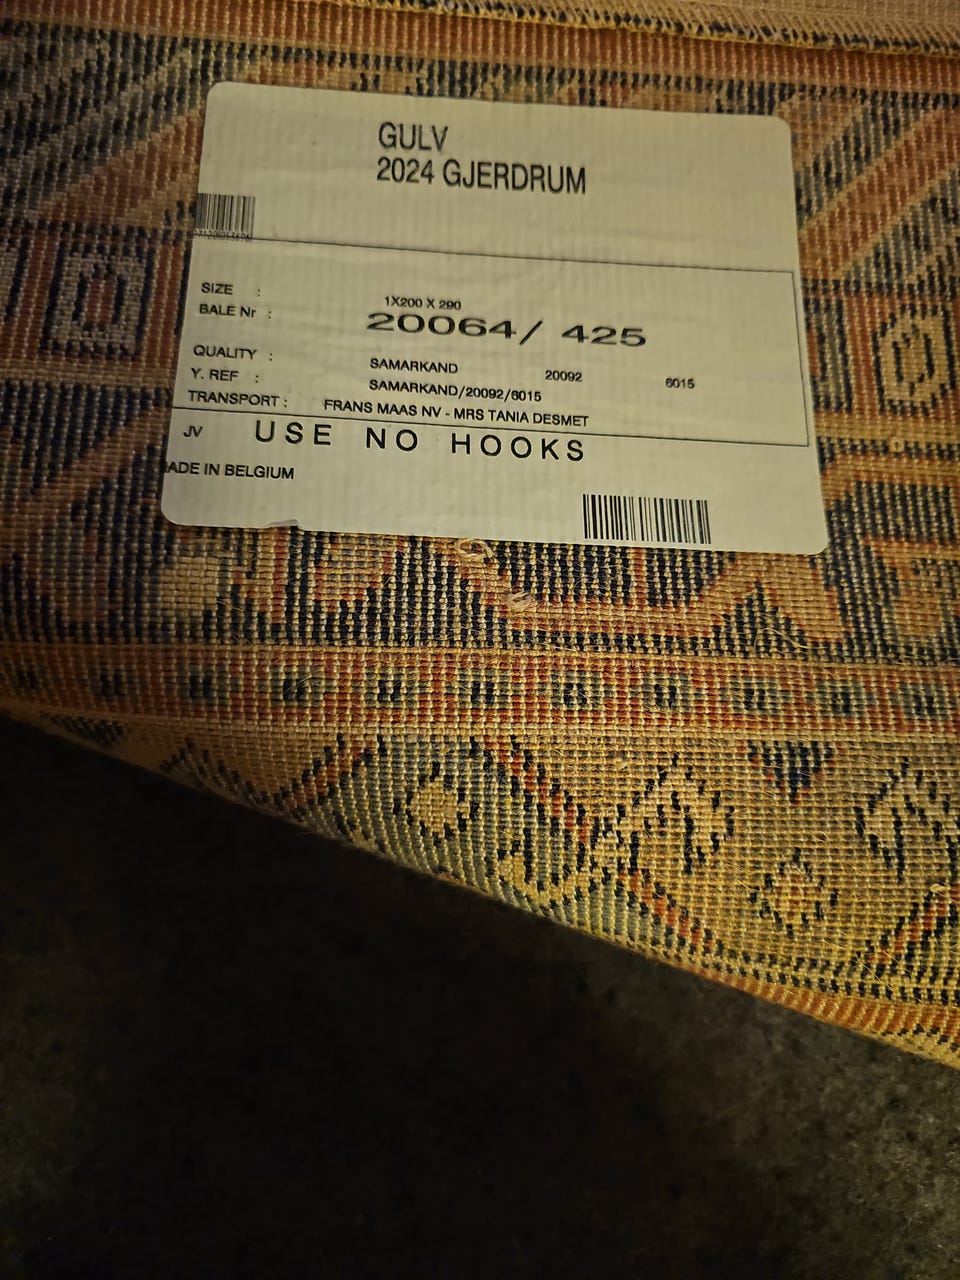 GULV
2024 GJERDRUM
SIZE : 1X200 X 290
BALE Nr : 20064/ 425
QUALITY : SAMARKAND 20092 6015
Y. REF : SAMARKAND/20092/6015
TRANSPORT : FRANS MAAS NV - MRS TANIA DESMET
JV USE NO HOOKS
ADE IN BELGIUM